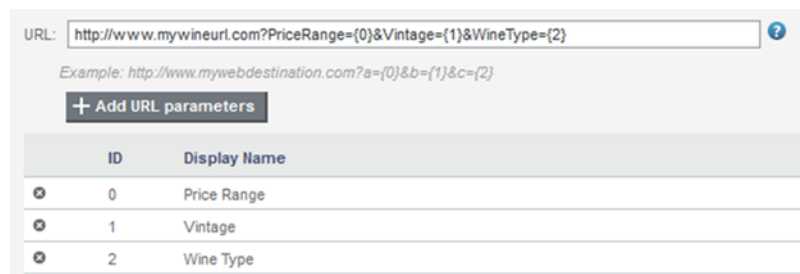 URL: http://www.mywineurl.com?PriceRange={0}&Vintage={1}&WineType={2}
Example: http://www.mywebdestination.com?a={0}&b={1}&c={2}
+ Add URL parameters
ID Display Name
0 Price Range
1 Vintage
2 Wine Type